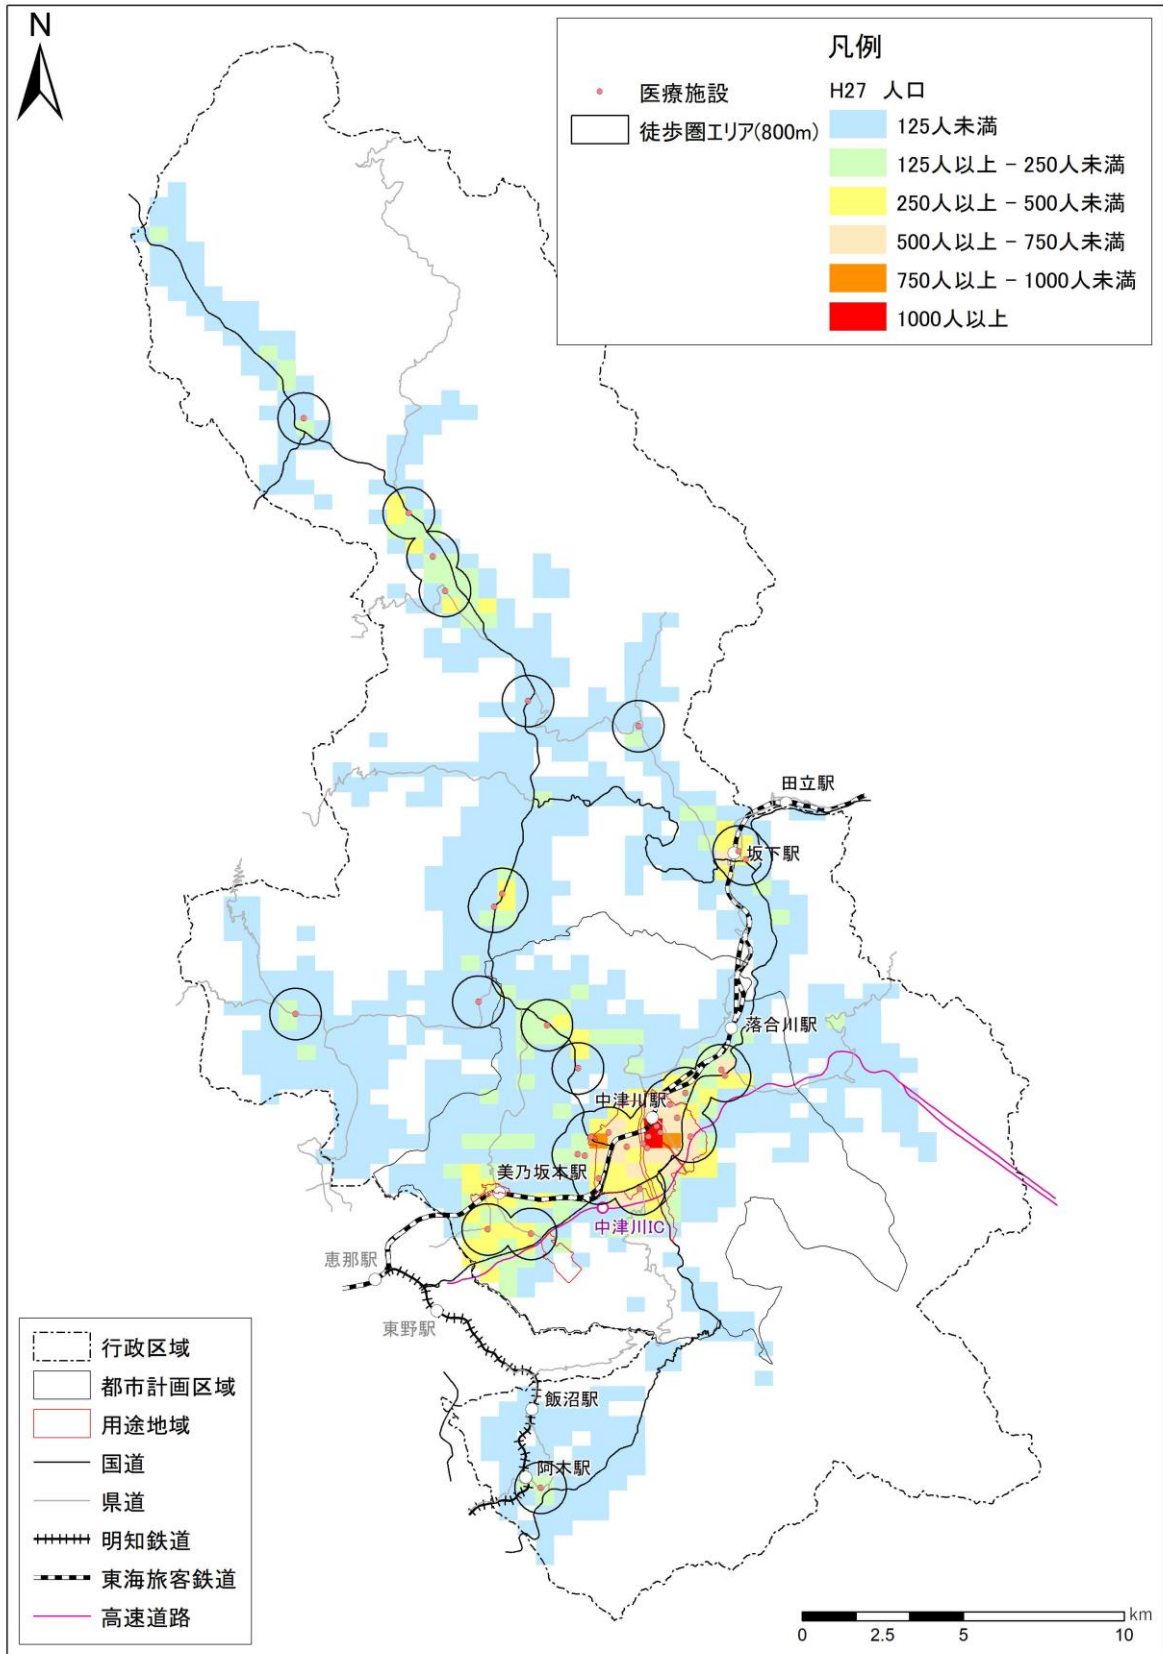 N
凡例
医療施設
徒歩圏エリア(800m)
H27 人口
125人未満
125人以上 － 250人未満
250人以上 － 500人未満
500人以上 － 750人未満
750人以上 － 1000人未満
1000人以上
田立駅
坂下駅
落合川駅
中津川駅
美乃坂本駅
中津川IC
恵那駅
東野駅
飯沼駅
阿木駅
行政区域
都市計画区域
用途地域
国道
県道
明知鉄道
東海旅客鉄道
高速道路
km
0 2.5 5 10